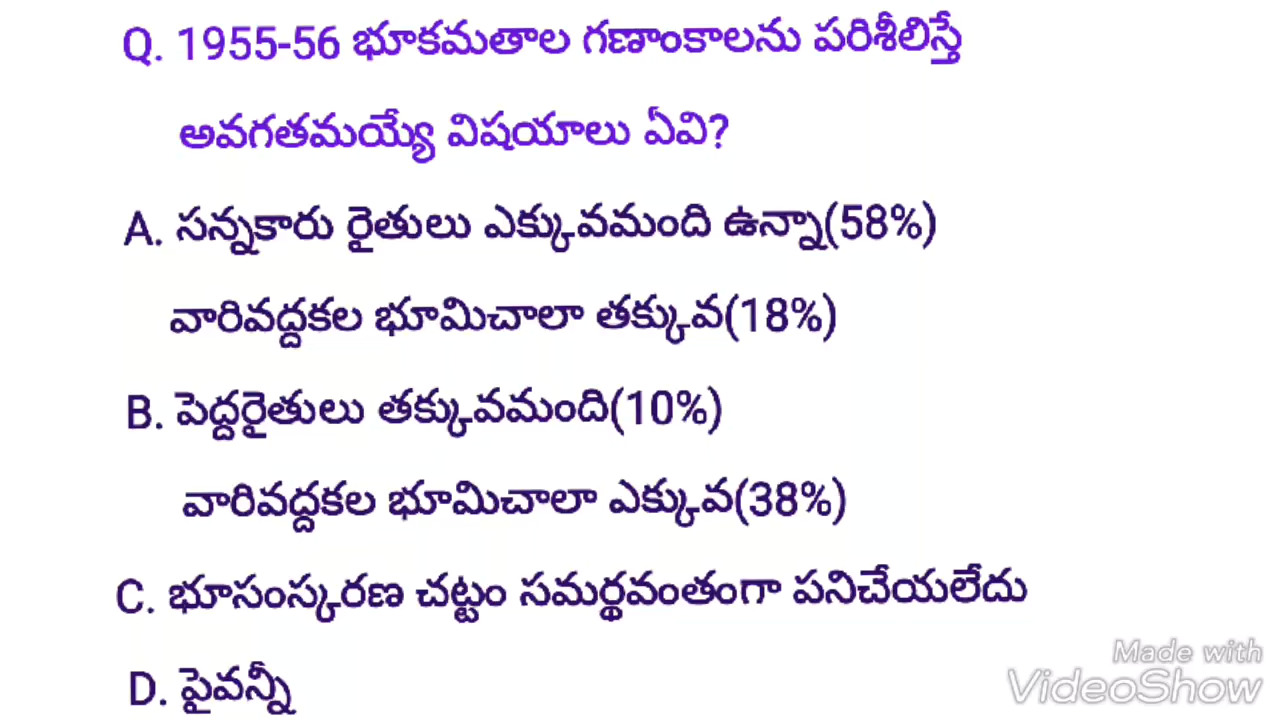 Q. 1955-56 భూకమతాల గణాంకాలను పరిశీలిస్తే
అవగతమయ్యే విషయాలు ఏవి?
A. సన్నకారు రైతులు ఎక్కువమంది ఉన్నా(58%)
వారివద్దకల భూమిచాలా తక్కువ(18%)
B. పెద్దరైతులు తక్కువమంది(10%)
వారివద్దకల భూమిచాలా ఎక్కువ(38%)
C. భూసంస్కరణ చట్టం సమర్థవంతంగా పనిచేయలేదు
D. పైవన్నీ
Made with
VideoShow